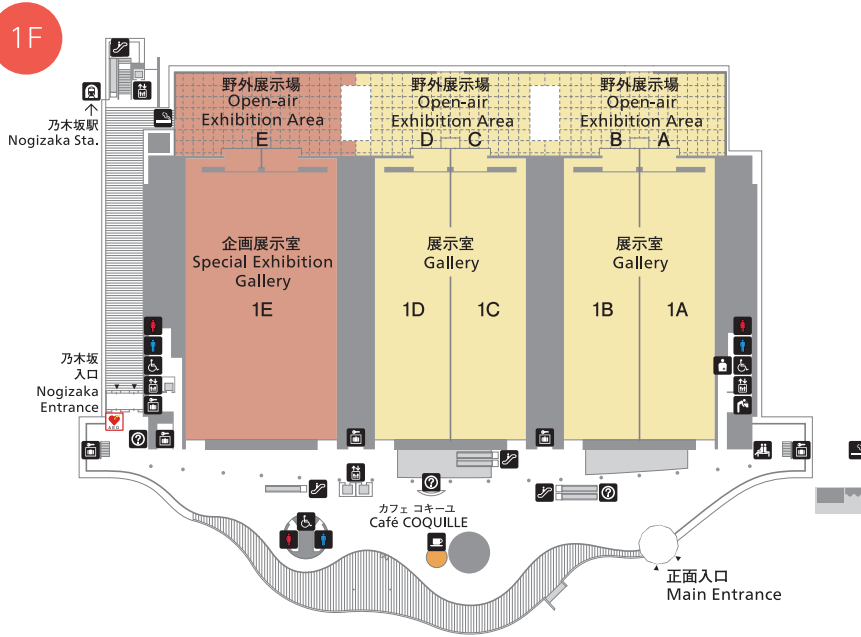 1F
野外展示場
Open-air
Exhibition Area
E
野外展示場
Open-air
Exhibition Area
D C
野外展示場
Open-air
Exhibition Area
B A
乃木坂駅
Nogizaka Sta.
企画展示室
Special Exhibition
Gallery
1E
展示室
Gallery
1D 1C
展示室
Gallery
1B 1A
乃木坂
入口
Nogizaka
Entrance
AED
カフェ コキーユ
Café COQUILLE
正面入口
Main Entrance